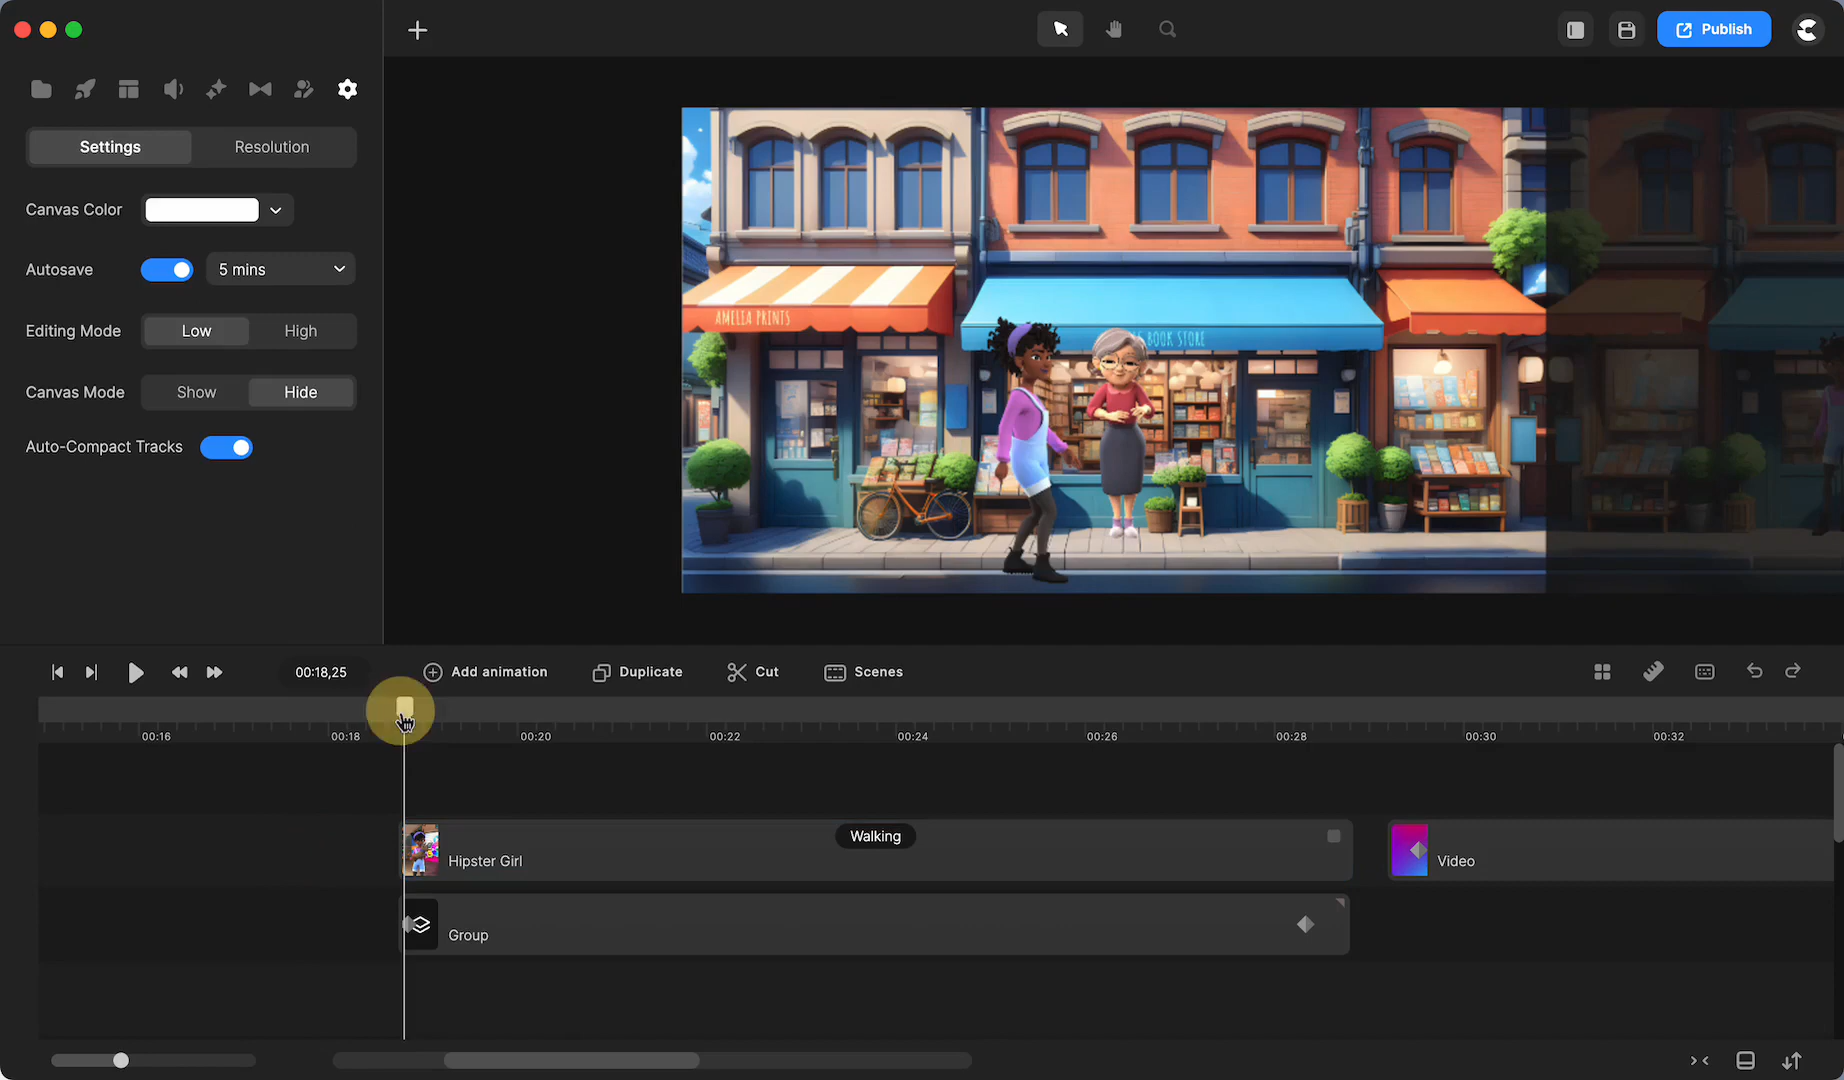 Publish
Settings
Resolution
Canvas Color
Autosave
5 mins
Editing Mode
Low
High
Canvas Mode
Show
Hide
Auto-Compact Tracks
AMELIA PRINTS
BOOK STORE
00:18,25
Add animation
Duplicate
Cut
Scenes
00:16
00:18
00:20
00:22
00:24
00:26
00:28
00:30
00:32
Walking
Hipster Girl
Video
Group